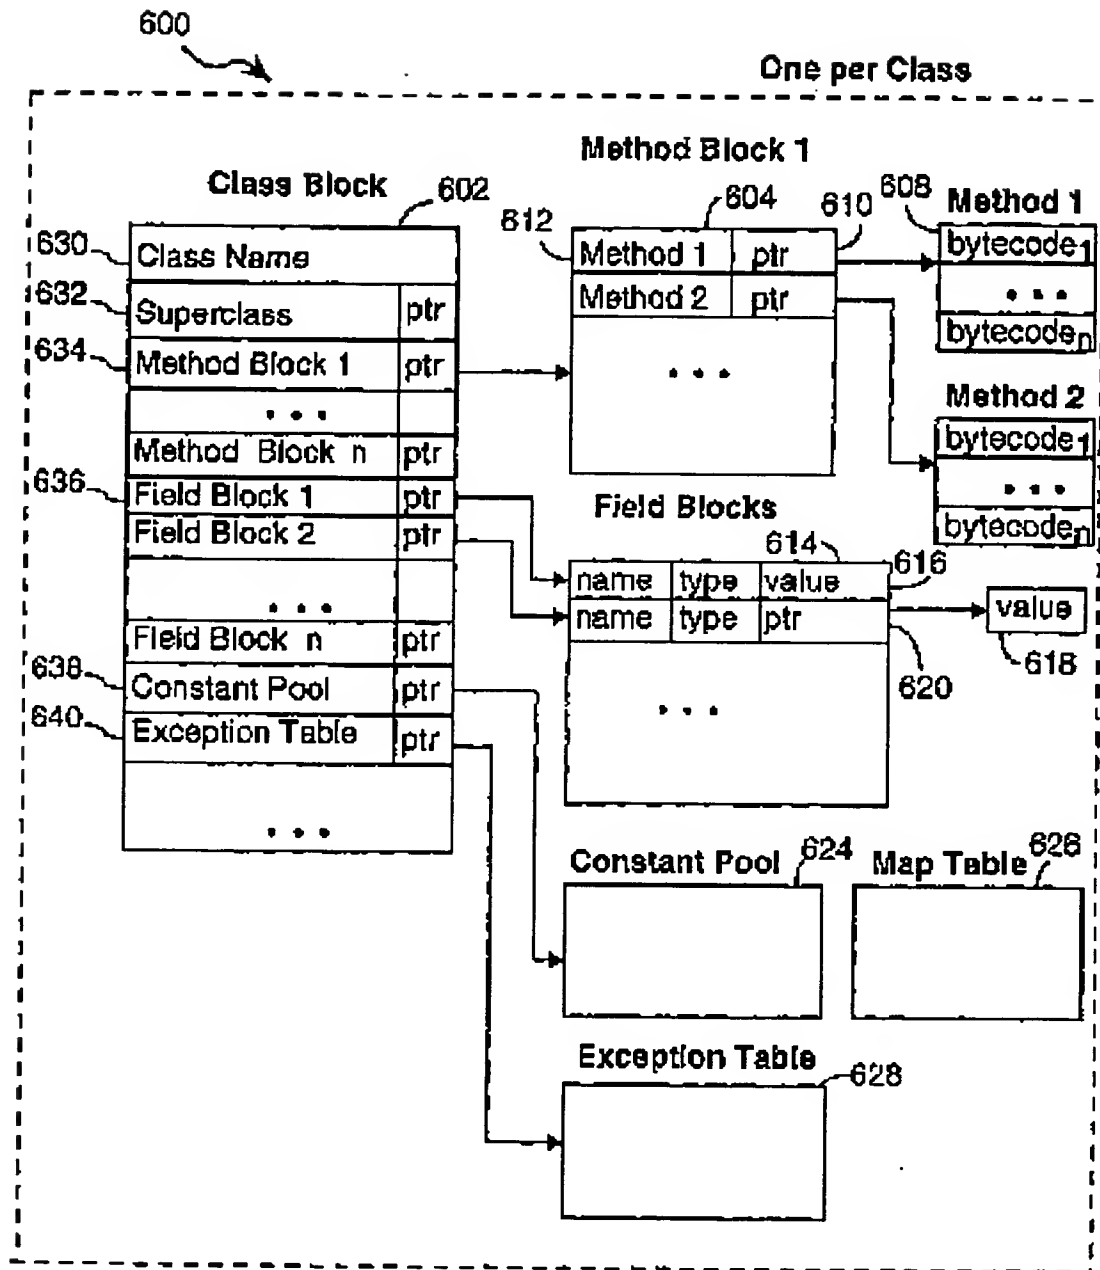 600
One per Class
Class Block
602
630
Class Name
632
Superclass ptr
634
Method Block 1 ptr
...
Method Block n ptr
636
Field Block 1 ptr
Field Block 2 ptr
...
Field Block n ptr
638
Constant Pool ptr
640
Exception Table ptr
...
Method Block 1
612
604
610
Method 1 ptr
Method 2 ptr
...
608
Method 1
bytecode1
...
bytecoden
Method 2
bytecode1
...
bytecoden
Field Blocks
614
616
name type value
name type ptr
620
...
value
618
Constant Pool
624
Map Table
626
Exception Table
628